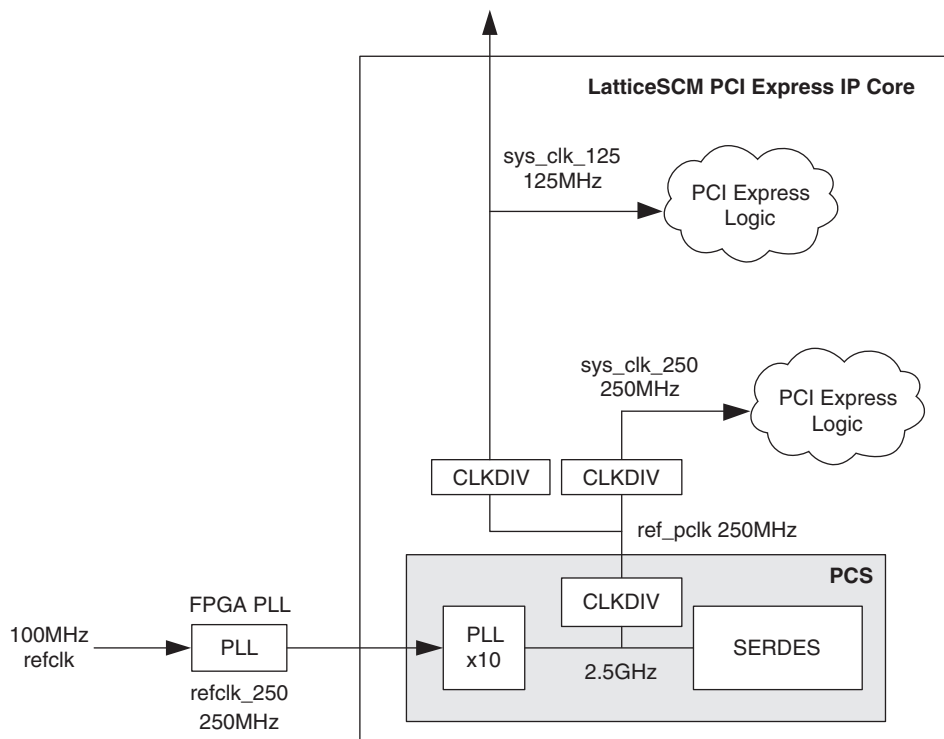 LatticeSCM PCI Express IP Core
sys_clk_125
125MHz
PCI Express
Logic
sys_clk_250
250MHz
PCI Express
Logic
CLKDIV
CLKDIV
ref_pclk 250MHz
PCS
CLKDIV
FPGA PLL
100MHz
refclk
PLL
PLL
x10
2.5GHz
SERDES
refclk_250
250MHz